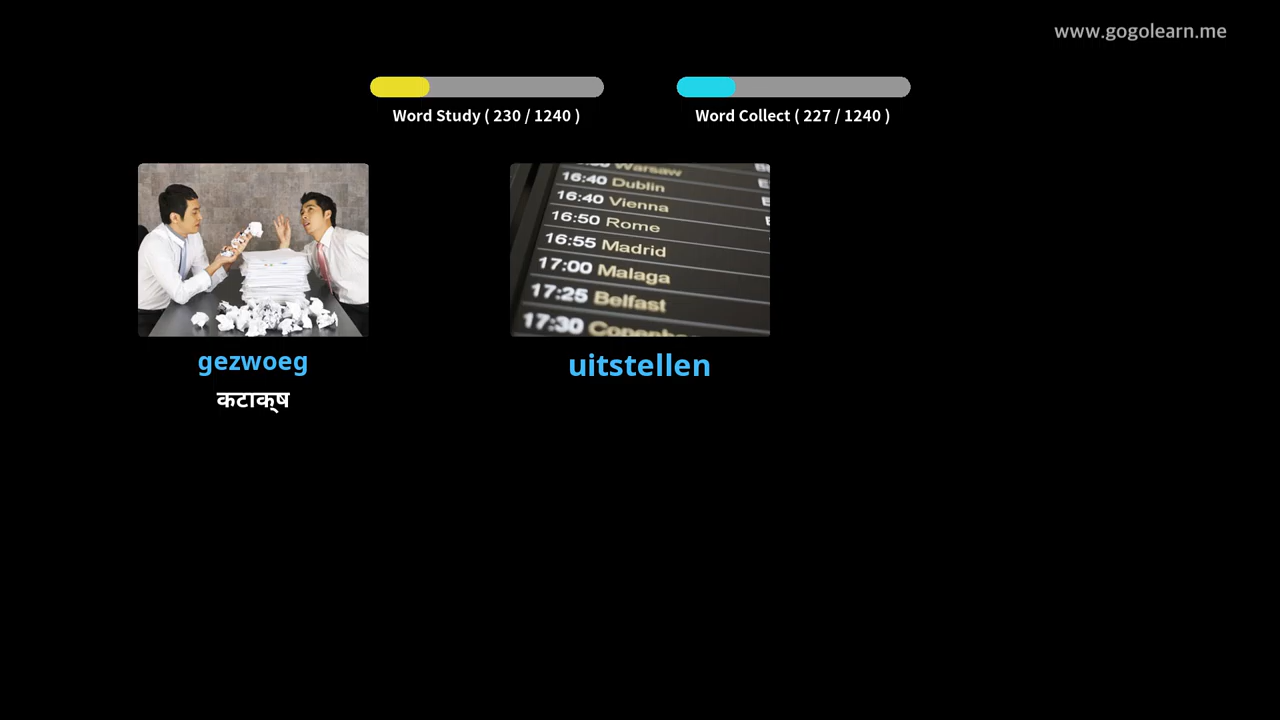 www.gogolearn.me
Word Study ( 230 / 1240 )
Word Collect ( 227 / 1240 )
Warsaw
16:40 Dublin
16:40 Vienna
16:50 Rome
16:55 Madrid
17:00 Malaga
17:25 Belfast
17:30
gezwoeg
कटाक्ष
uitstellen